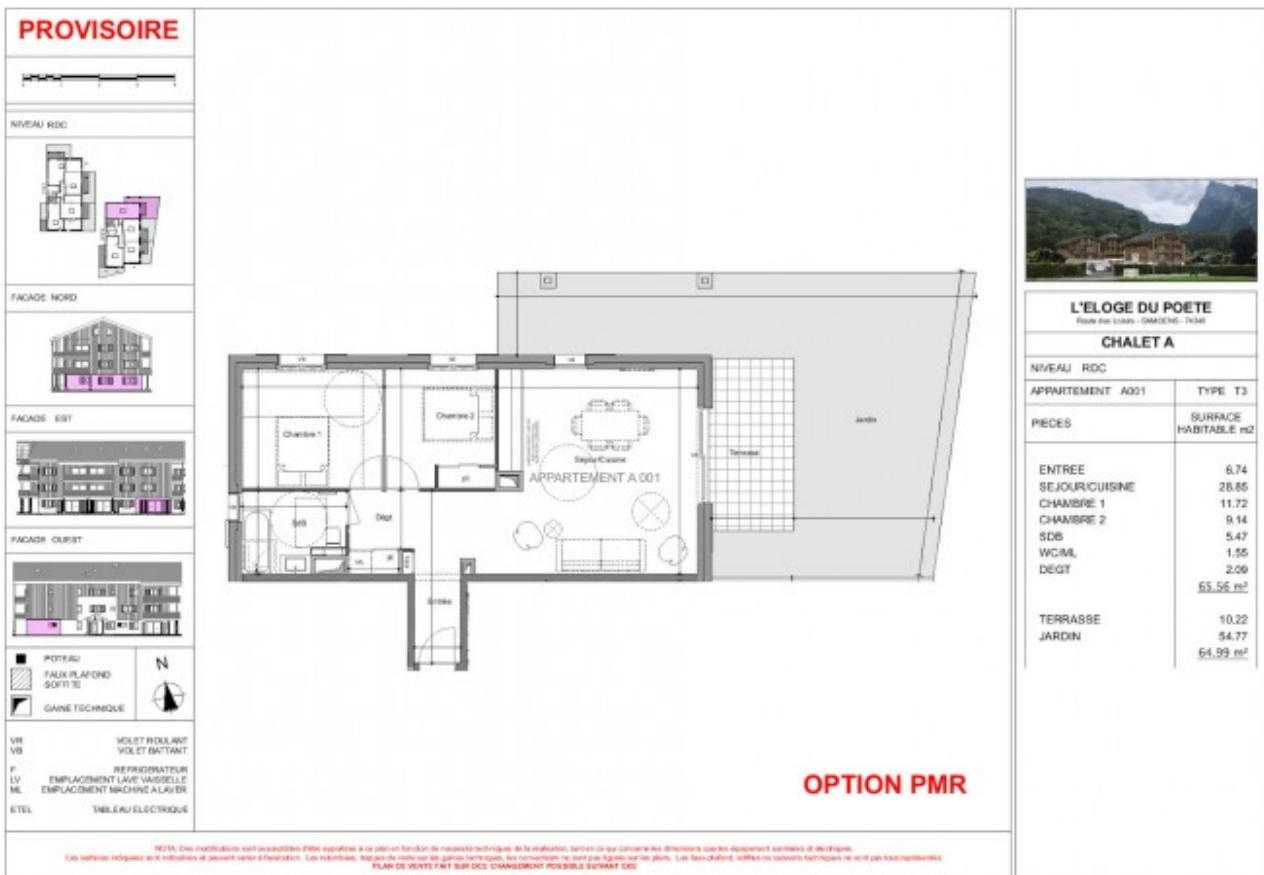 PROVISOIRE
NIVEAU RDC
FACADE NORD
FACADE EST
FACADE OUEST
POTEAU
FAUX PLAFOND
SOFFITE
GAINE TECHNIQUE
N
VR VOLET ROULANT
VB VOLET BATTANT
F REFRIGERATEUR
LV EMPLACEMENT LAVE VAISSELLE
ML EMPLACEMENT MACHINE A LAVER
ETEL TABLEAU ELECTRIQUE
Chambre 1
Chambre 2
pl.
Séjour/Cuisine
APPARTEMENT A 001
Terrasse
Jardin
SdB
Dégt
Entrée
OPTION PMR
L'ELOGE DU POETE
CHALET A
NIVEAU RDC
APPARTEMENT A001 TYPE T3
PIECES SURFACE
HABITABLE m2
ENTREE 6.74
SEJOUR/CUISINE 28.85
CHAMBRE 1 11.72
CHAMBRE 2 9.14
SDB 5.47
WC/ML 1.55
DEGT 2.09
65.56 m²
TERRASSE 10.22
JARDIN 54.77
64.99 m²
PLAN DE VENTE FAIT SUR DCE CHANGEMENT POSSIBLE SUIVANT EXE